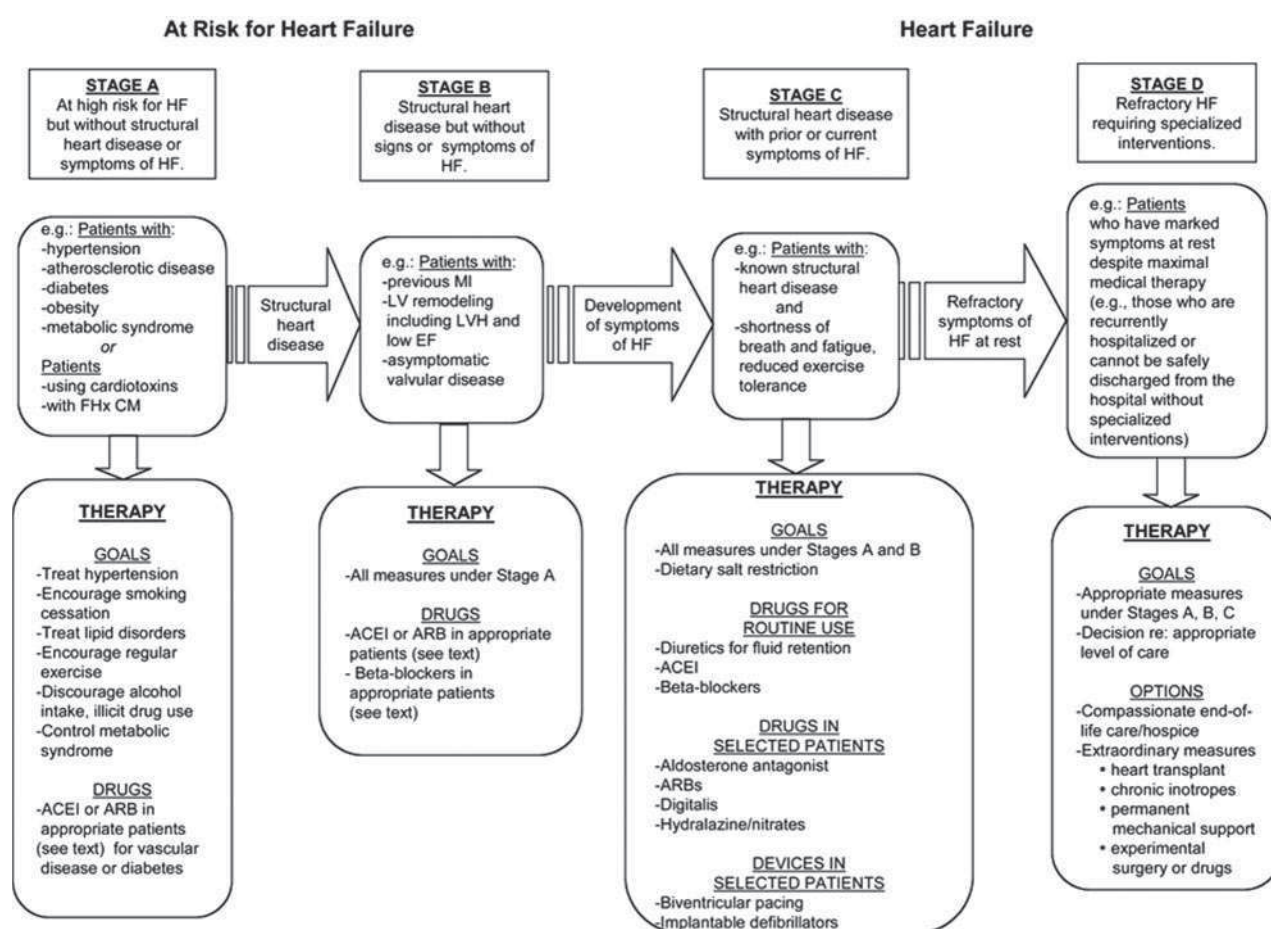 At Risk for Heart Failure
Heart Failure
STAGE A
At high risk for HF
but without structural
heart disease or
symptoms of HF.
STAGE B
Structural heart
disease but without
signs or symptoms of
HF.
STAGE C
Structural heart disease
with prior or current
symptoms of HF.
STAGE D
Refractory HF
requiring specialized
interventions.
e.g.: Patients with:
-hypertension
-atherosclerotic disease
-diabetes
-obesity
-metabolic syndrome
or
Patients
-using cardiotoxins
-with FHx CM
Structural
heart
disease
e.g.: Patients with:
-previous MI
-LV remodeling
including LVH and
low EF
-asymptomatic
valvular disease
Development
of symptoms
of HF
e.g.: Patients with:
-known structural
heart disease
and
-shortness of
breath and fatigue,
reduced exercise
tolerance
Refractory
symptoms of
HF at rest
e.g.: Patients
who have marked
symptoms at rest
despite maximal
medical therapy
(e.g., those who are
recurrently
hospitalized or
cannot be safely
discharged from the
hospital without
specialized
interventions)
THERAPY
GOALS
-Treat hypertension
-Encourage smoking
cessation
-Treat lipid disorders
-Encourage regular
exercise
-Discourage alcohol
intake, illicit drug use
-Control metabolic
syndrome
DRUGS
-ACEI or ARB in
appropriate patients
(see text) for vascular
disease or diabetes
THERAPY
GOALS
-All measures under Stage A
DRUGS
-ACEI or ARB in appropriate
patients (see text)
- Beta-blockers in
appropriate patients
(see text)
THERAPY
GOALS
-All measures under Stages A and B
-Dietary salt restriction
DRUGS FOR
ROUTINE USE
-Diuretics for fluid retention
-ACEI
-Beta-blockers
DRUGS IN
SELECTED PATIENTS
-Aldosterone antagonist
-ARBs
-Digitalis
-Hydralazine/nitrates
DEVICES IN
SELECTED PATIENTS
-Biventricular pacing
-Implantable defibrillators
THERAPY
GOALS
-Appropriate measures
under Stages A, B, C
-Decision re: appropriate
level of care
OPTIONS
-Compassionate end-of-
life care/hospice
-Extraordinary measures
• heart transplant
• chronic inotropes
• permanent
mechanical support
• experimental
surgery or drugs